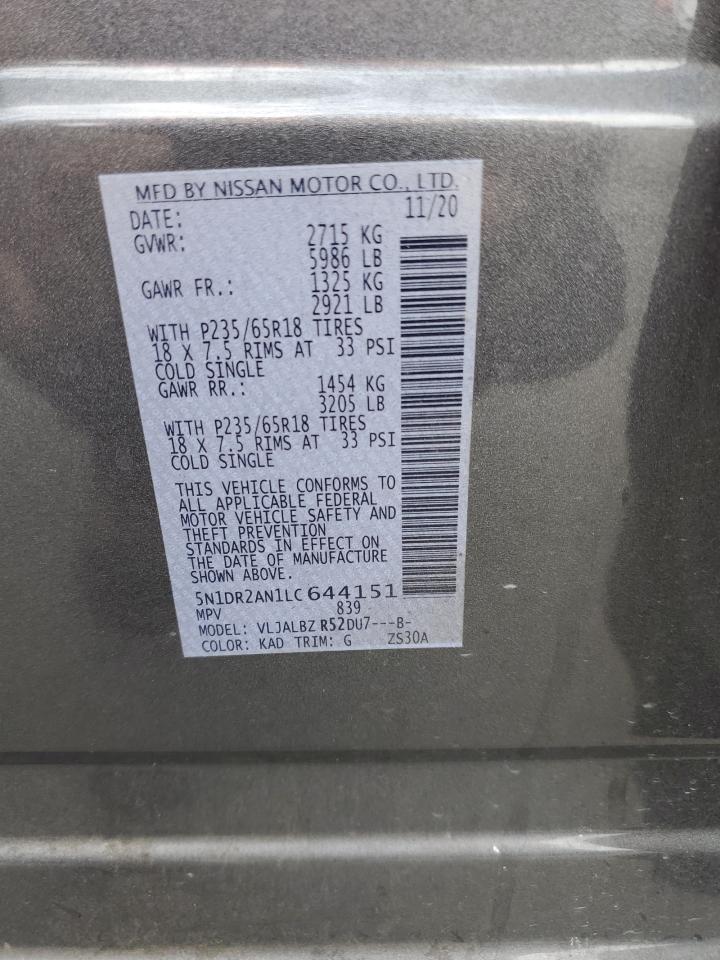 MFD BY NISSAN MOTOR CO., LTD.
DATE: 11/20
GVWR: 2715 KG
5986 LB
GAWR FR.: 1325 KG
2921 LB
WITH P235/65R18 TIRES
18 X 7.5 RIMS AT 33 PSI
COLD SINGLE
GAWR RR.: 1454 KG
3205 LB
WITH P235/65R18 TIRES
18 X 7.5 RIMS AT 33 PSI
COLD SINGLE
THIS VEHICLE CONFORMS TO
ALL APPLICABLE FEDERAL
MOTOR VEHICLE SAFETY AND
THEFT PREVENTION
STANDARDS IN EFFECT ON
THE DATE OF MANUFACTURE
SHOWN ABOVE.
5N1DR2AN1LC644151
MPV 839
MODEL: VLJALBZ R52DU7---B-
COLOR: KAD TRIM: G ZS30A